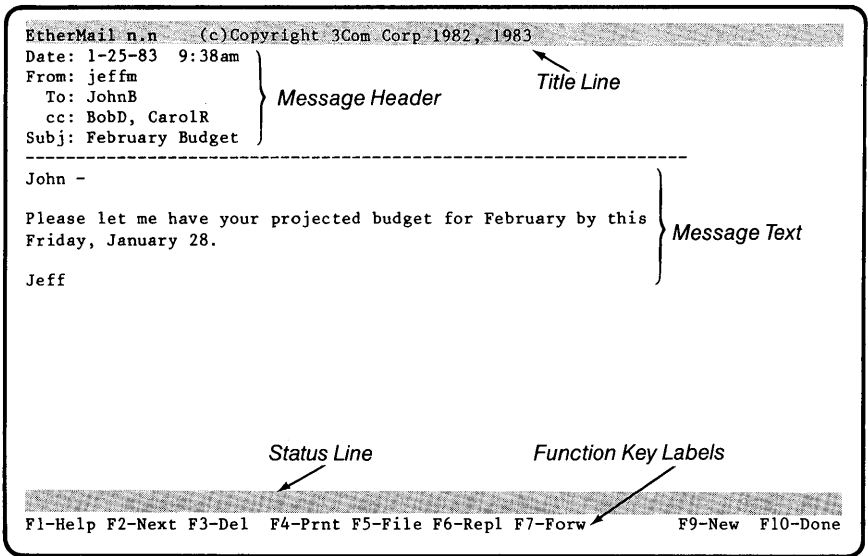 EtherMail n.n (c)Copyright 3Com Corp 1982, 1983
Title Line
Date: 1-25-83 9:38am
From: jeffm
To: JohnB
cc: BobD, CarolR
Subj: February Budget
Message Header
John -
Please let me have your projected budget for February by this
Friday, January 28.
Jeff
Message Text
Status Line
Function Key Labels
F1-Help F2-Next F3-Del F4-Prnt F5-File F6-Repl F7-Forw F9-New F10-Done